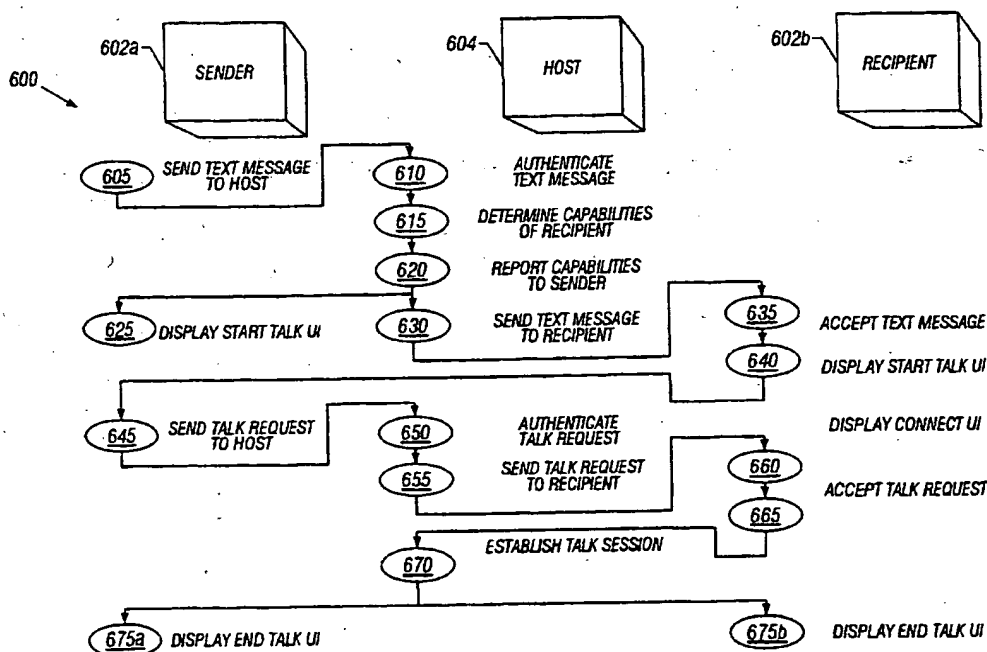 602a
SENDER
604
HOST
602b
RECIPIENT
600
605
SEND TEXT MESSAGE
TO HOST
610
AUTHENTICATE
TEXT MESSAGE
615
DETERMINE CAPABILITIES
OF RECIPIENT
620
REPORT CAPABILITIES
TO SENDER
625
DISPLAY START TALK UI
630
SEND TEXT MESSAGE
TO RECIPIENT
635
ACCEPT TEXT MESSAGE
640
DISPLAY START TALK UI
645
SEND TALK REQUEST
TO HOST
650
AUTHENTICATE
TALK REQUEST
DISPLAY CONNECT UI
655
SEND TALK REQUEST
TO RECIPIENT
660
ACCEPT TALK REQUEST
665
ESTABLISH TALK SESSION
670
675a
DISPLAY END TALK UI
675b
DISPLAY END TALK UI